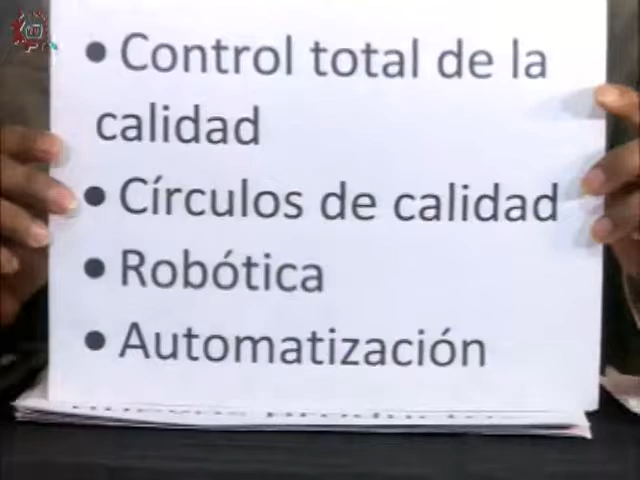 • Control total de la
calidad
• Círculos de calidad
• Robótica
• Automatización